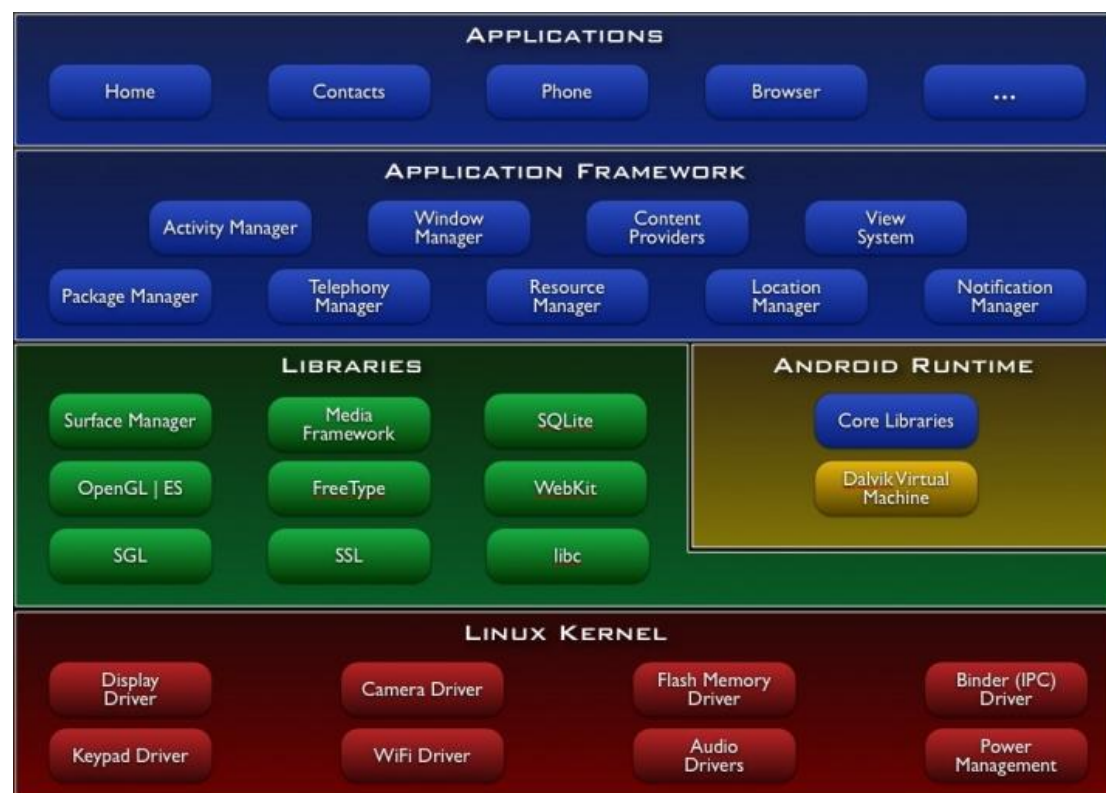 APPLICATIONS
Home
Contacts
Phone
Browser
...
APPLICATION FRAMEWORK
Activity Manager
Window
Manager
Content
Providers
View
System
Package Manager
Telephony
Manager
Resource
Manager
Location
Manager
Notification
Manager
LIBRARIES
Surface Manager
Media
Framework
SQLite
OpenGL | ES
FreeType
WebKit
SGL
SSL
libc
ANDROID RUNTIME
Core Libraries
Dalvik Virtual
Machine
LINUX KERNEL
Display
Driver
Camera Driver
Flash Memory
Driver
Binder (IPC)
Driver
Keypad Driver
WiFi Driver
Audio
Drivers
Power
Management